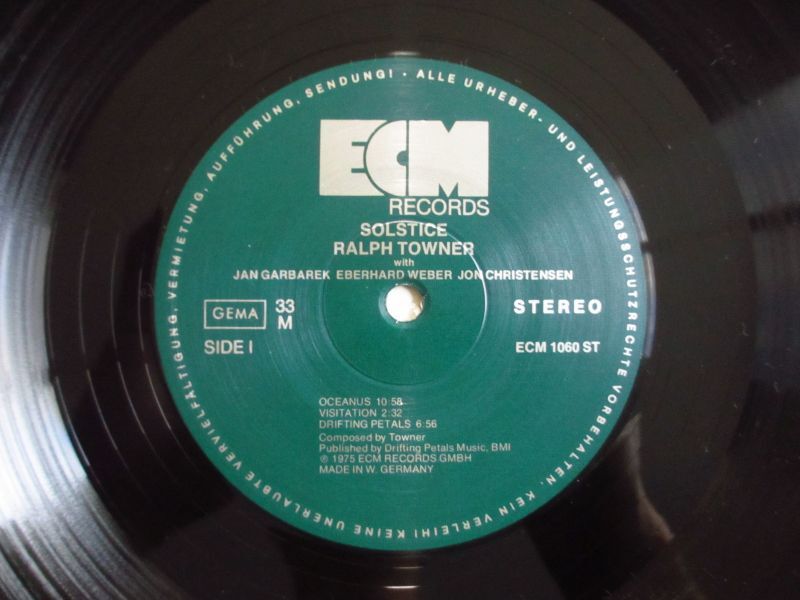 ECM
RECORDS
SOLSTICE
RALPH TOWNER
with
JAN GARBAREK EBERHARD WEBER JON CHRISTENSEN
GEMA
33
M
STEREO
SIDE I
ECM 1060 ST
OCEANUS 10:58
VISITATION 2:32
DRIFTING PETALS 6:56
Composed by Towner
Published by Drifting Petals Music, BMI
℗ 1975 ECM RECORDS GMBH
MADE IN W. GERMANY
ALLE URHEBER- UND LEISTUNGSSCHUTZRECHTE VORBEHALTEN. KEIN VERLEIH! KEINE UNERLAUBTE VERVIELFÄLTIGUNG, VERMIETUNG, AUFFÜHRUNG, SENDUNG! ·